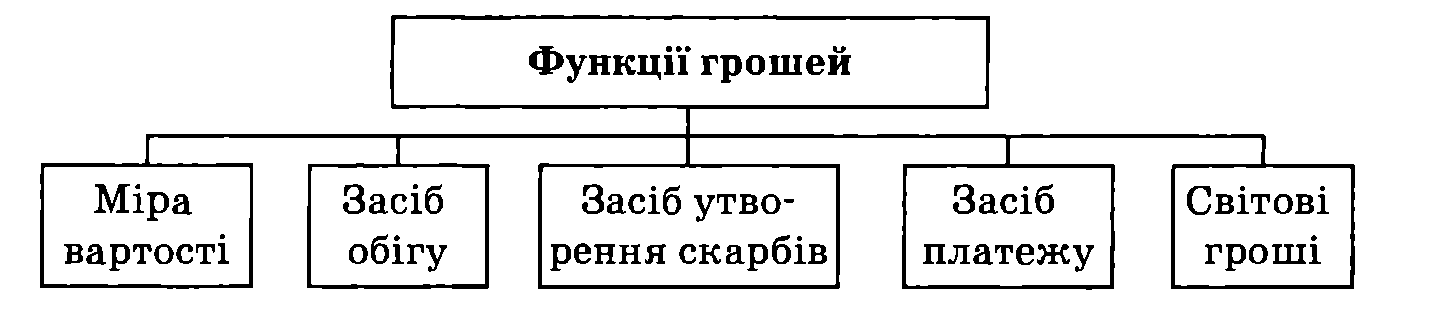 Функції грошей
Міра
вартості
Засіб
обігу
Засіб утво-
рення скарбів
Засіб
платежу
Світові
гроші